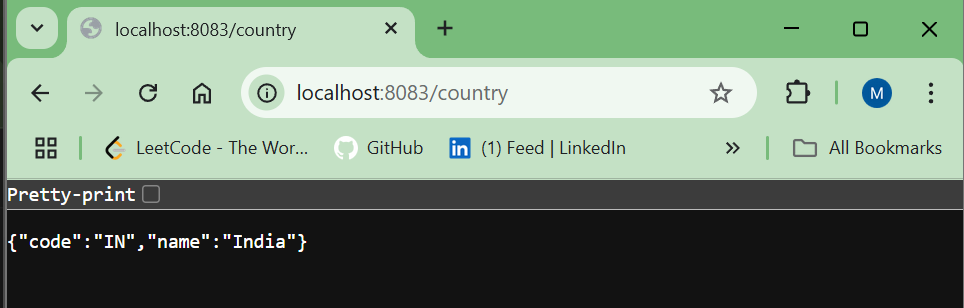 localhost:8083/country
localhost:8083/country
M
LeetCode - The Wor...
GitHub
(1) Feed | LinkedIn
All Bookmarks
Pretty-print
{"code":"IN","name":"India"}